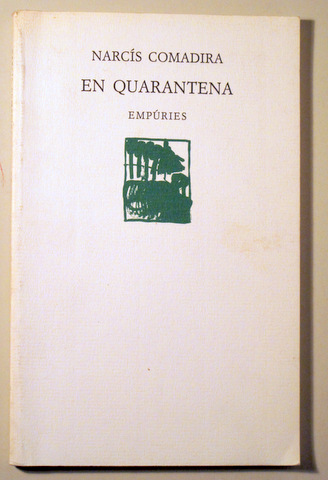 NARCÍS COMADIRA
EN QUARANTENA
EMPÚRIES